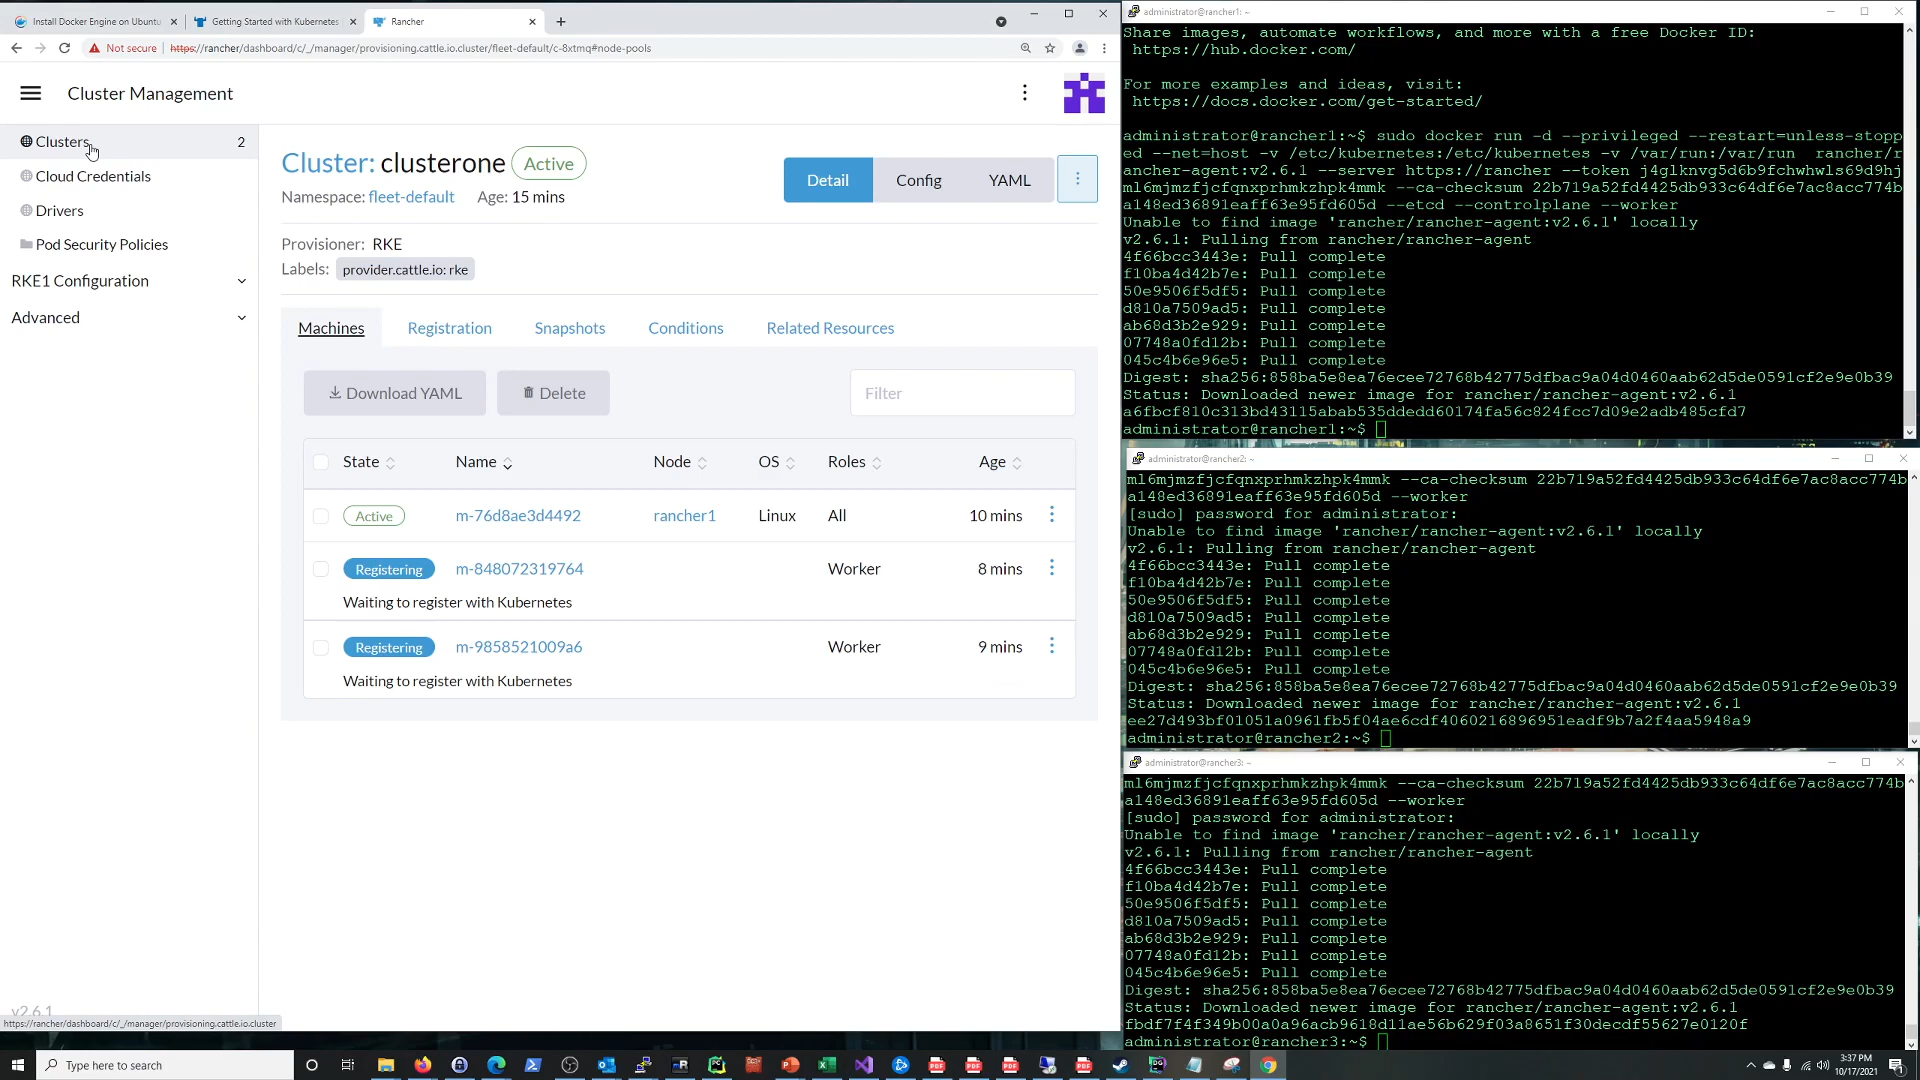 Install Docker Engine on Ubuntu
Getting Started with Kubernetes
Rancher
Not secure
https://rancher/dashboard/c/_/manager/provisioning.cattle.io.cluster/fleet-default/c-8xtmq#node-pools
Cluster Management
Clusters 2
Cloud Credentials
Drivers
Pod Security Policies
RKE1 Configuration
Advanced
v2.6.1
https://rancher/dashboard/c/_/manager/provisioning.cattle.io.cluster
Cluster: clusterone Active
Namespace: fleet-default Age: 15 mins
Detail Config YAML
Provisioner: RKE
Labels: provider.cattle.io: rke
Machines Registration Snapshots Conditions Related Resources
Download YAML Delete Filter
State Name Node OS Roles Age
Active m-76d8ae3d4492 rancher1 Linux All 10 mins
Registering m-848072319764 Worker 8 mins
Waiting to register with Kubernetes
Registering m-9858521009a6 Worker 9 mins
Waiting to register with Kubernetes
administrator@rancher1: ~
Share images, automate workflows, and more with a free Docker ID:
https://hub.docker.com/
For more examples and ideas, visit:
https://docs.docker.com/get-started/
administrator@rancher1:~$ sudo docker run -d --privileged --restart=unless-stopp
ed --net=host -v /etc/kubernetes:/etc/kubernetes -v /var/run:/var/run  rancher/r
ancher-agent:v2.6.1 --server https://rancher --token j4glknvg5d6b9fchwhwls69d9hj
ml6mjmzfjcfqnxprhmkzhpk4mmk --ca-checksum 22b719a52fd4425db933c64df6e7ac8acc774b
a148ed36891eaff63e95fd605d --etcd --controlplane --worker
Unable to find image 'rancher/rancher-agent:v2.6.1' locally
v2.6.1: Pulling from rancher/rancher-agent
4f66bcc3443e: Pull complete
f10ba4d42b7e: Pull complete
50e9506f5df5: Pull complete
d810a7509ad5: Pull complete
ab68d3b2e929: Pull complete
07748a0fd12b: Pull complete
045c4b6e96e5: Pull complete
Digest: sha256:858ba5e8ea76ecee72768b42775dfbac9a04d0460aab62d5de0591cf2e9e0b39
Status: Downloaded newer image for rancher/rancher-agent:v2.6.1
a6fbcf810c313bd43115abab535ddedd60174fa56c824fcc7d09e2adb485cfd7
administrator@rancher1:~$
administrator@rancher2: ~
ml6mjmzfjcfqnxprhmkzhpk4mmk --ca-checksum 22b719a52fd4425db933c64df6e7ac8acc774b
a148ed36891eaff63e95fd605d --worker
[sudo] password for administrator:
Unable to find image 'rancher/rancher-agent:v2.6.1' locally
v2.6.1: Pulling from rancher/rancher-agent
4f66bcc3443e: Pull complete
f10ba4d42b7e: Pull complete
50e9506f5df5: Pull complete
d810a7509ad5: Pull complete
ab68d3b2e929: Pull complete
07748a0fd12b: Pull complete
045c4b6e96e5: Pull complete
Digest: sha256:858ba5e8ea76ecee72768b42775dfbac9a04d0460aab62d5de0591cf2e9e0b39
Status: Downloaded newer image for rancher/rancher-agent:v2.6.1
ee27d493bf01051a0961fb5f04ae6cdf4060216896951eadf9b7a2f4aa5948a9
administrator@rancher2:~$
administrator@rancher3: ~
ml6mjmzfjcfqnxprhmkzhpk4mmk --ca-checksum 22b719a52fd4425db933c64df6e7ac8acc774b
a148ed36891eaff63e95fd605d --worker
[sudo] password for administrator:
Unable to find image 'rancher/rancher-agent:v2.6.1' locally
v2.6.1: Pulling from rancher/rancher-agent
4f66bcc3443e: Pull complete
f10ba4d42b7e: Pull complete
50e9506f5df5: Pull complete
d810a7509ad5: Pull complete
ab68d3b2e929: Pull complete
07748a0fd12b: Pull complete
045c4b6e96e5: Pull complete
Digest: sha256:858ba5e8ea76ecee72768b42775dfbac9a04d0460aab62d5de0591cf2e9e0b39
Status: Downloaded newer image for rancher/rancher-agent:v2.6.1
fbdf7f4f349b00a0a96acb9618d11ae56b629f03a8651f30decdf55627e0120f
administrator@rancher3:~$
Type here to search
3:37 PM
10/17/2021